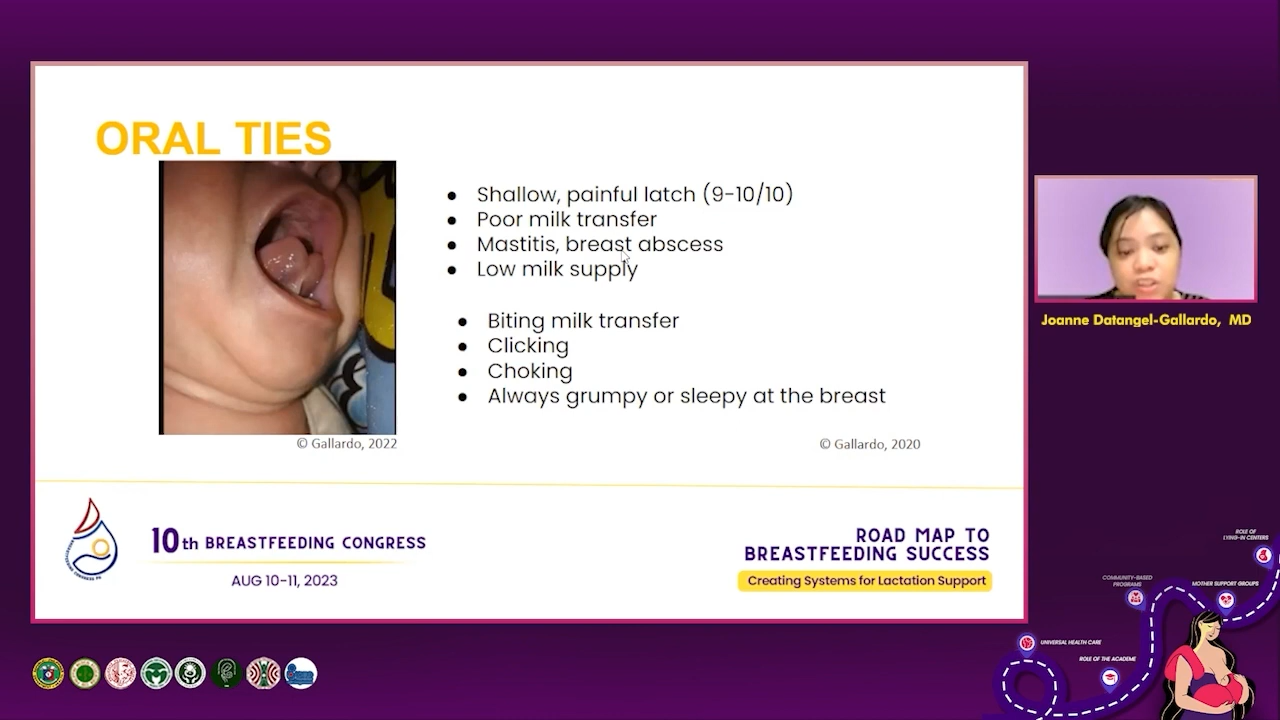 ORAL TIES
Shallow, painful latch (9-10/10)
Poor milk transfer
Mastitis, breast abscess
Low milk supply
Biting milk transfer
Clicking
Choking
Always grumpy or sleepy at the breast
© Gallardo, 2022
© Gallardo, 2020
10th BREASTFEEDING CONGRESS
AUG 10-11, 2023
ROAD MAP TO
BREASTFEEDING SUCCESS
Creating Systems for Lactation Support
Joanne Datangel-Gallardo, MD
ROLE OF
LYING-IN CENTERS
COMMUNITY-BASED
PROGRAMS
MOTHER SUPPORT GROUPS
UNIVERSAL HEALTH CARE
ROLE OF THE ACADEME